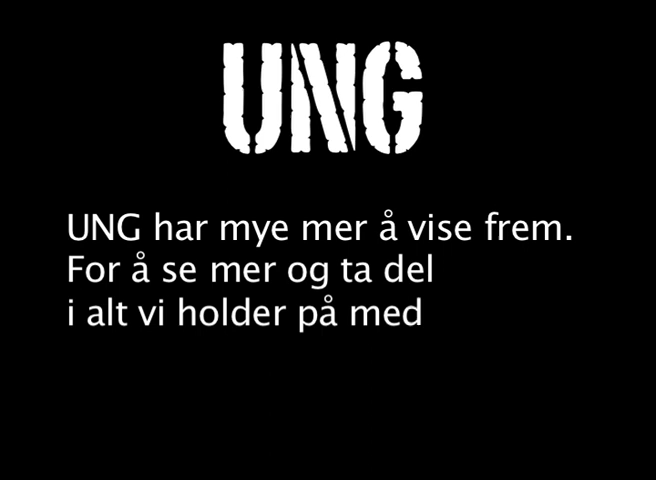 UNG
UNG har mye mer å vise frem.
For å se mer og ta del
i alt vi holder på med